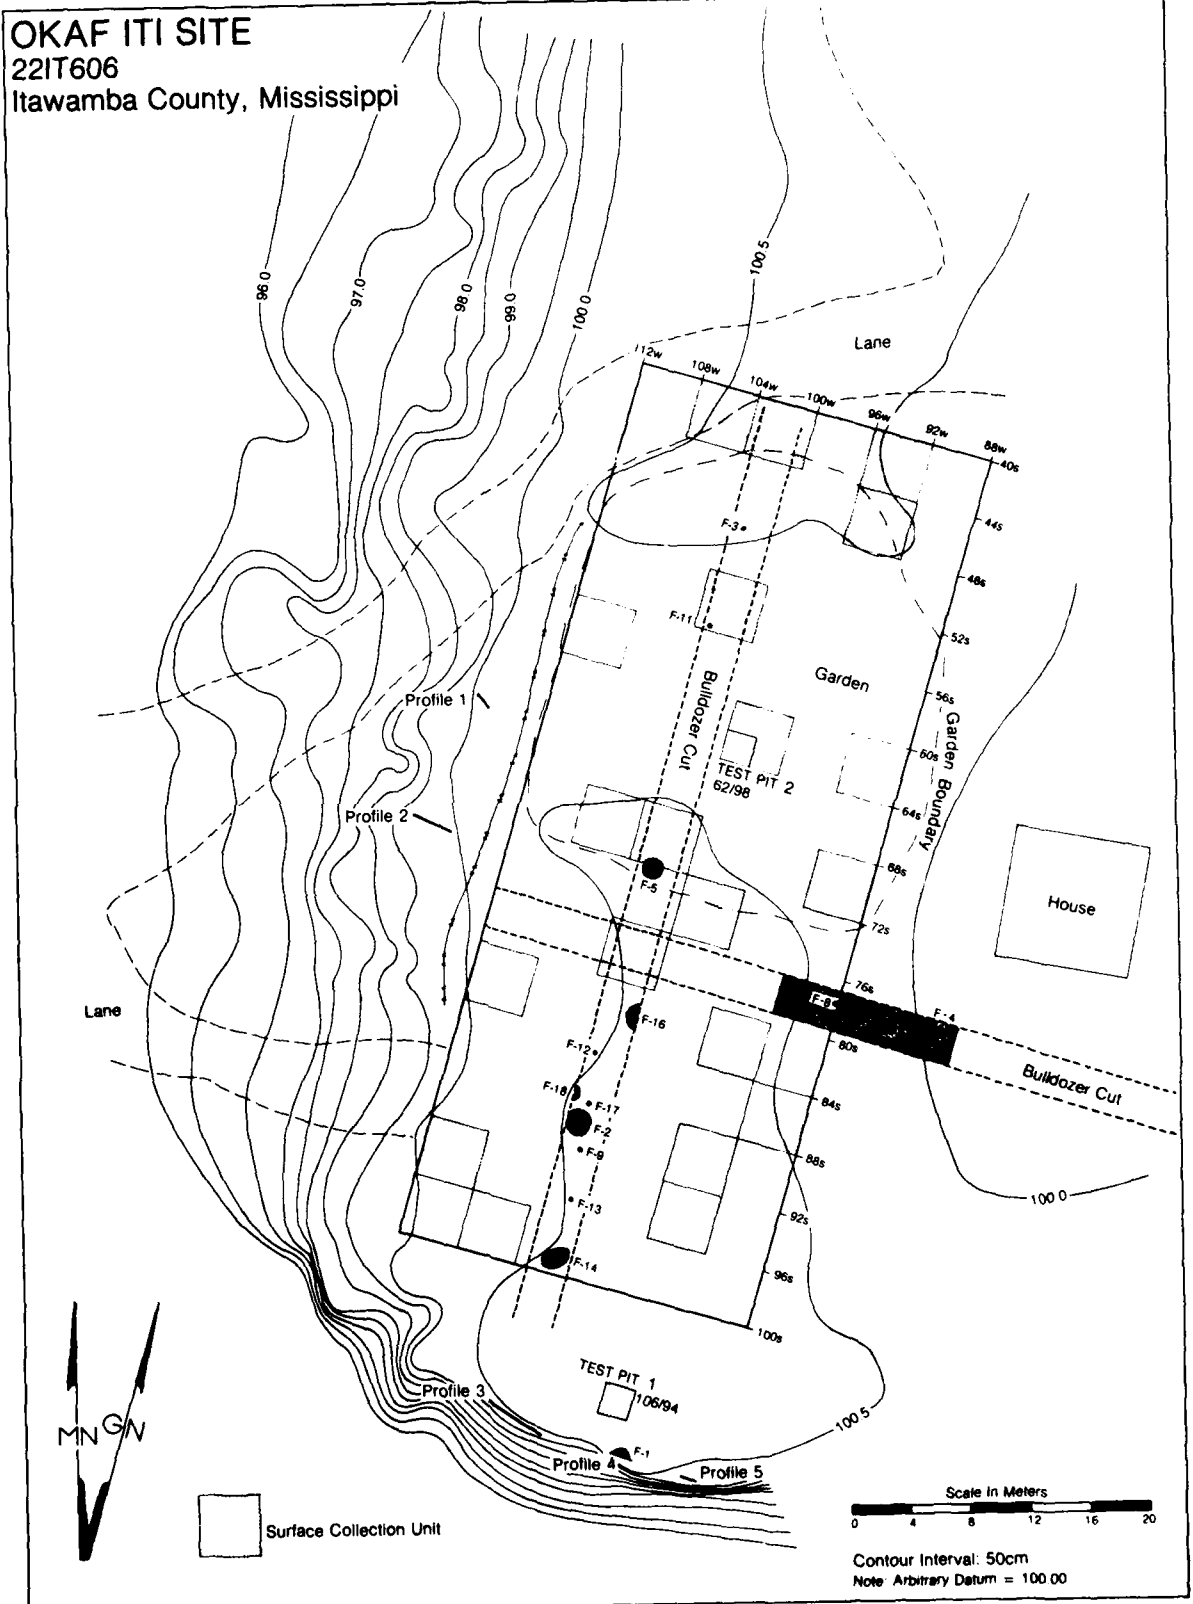 OKAF ITI SITE
22IT606
Itawamba County, Mississippi
96.0
97.0
98.0
99.0
100.0
100.5
Lane
112w
108w
104w
100w
96w
92w
88w
40s
44s
48s
52s
56s
60s
64s
68s
72s
76s
80s
84s
88s
92s
96s
100s
F-3
F-11
Bulldozer Cut
Garden
Garden Boundary
Profile 1
TEST PIT 2
62/98
Profile 2
F-5
House
F-8
F-4
Lane
F-16
F-12
Bulldozer Cut
F-18
F-17
F-2
F-9
F-13
100.0
F-14
TEST PIT 1
106/94
Profile 3
100.5
F-1
Profile 4
Profile 5
MN GN
Surface Collection Unit
Scale in Meters
0 4 8 12 16 20
Contour Interval: 50cm
Note: Arbitrary Datum = 100.00